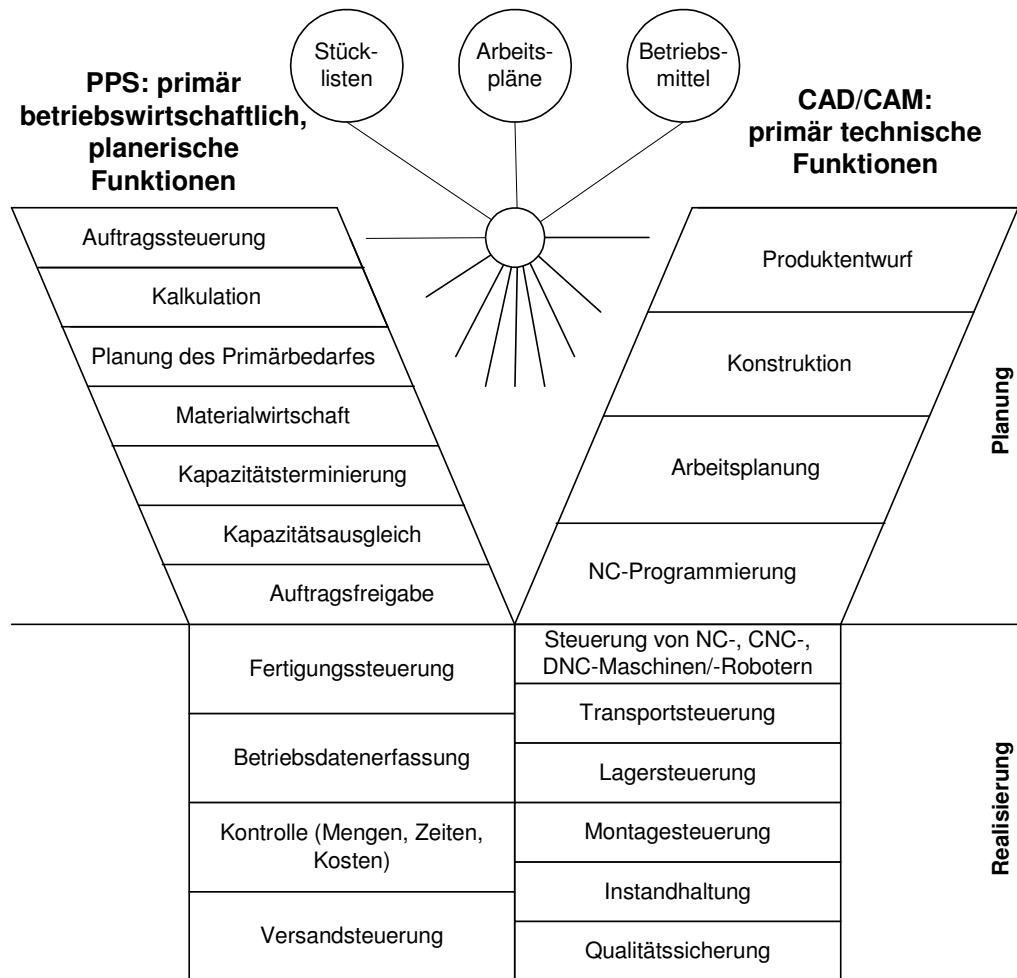 Stück-
listen
Arbeits-
pläne
Betriebs-
mittel
PPS: primär
betriebswirtschaftlich,
planerische
Funktionen
CAD/CAM:
primär technische
Funktionen
Auftragssteuerung
Kalkulation
Planung des Primärbedarfes
Materialwirtschaft
Kapazitätsterminierung
Kapazitätsausgleich
Auftragsfreigabe
Produktentwurf
Konstruktion
Arbeitsplanung
NC-Programmierung
Planung
Fertigungssteuerung
Betriebsdatenerfassung
Kontrolle (Mengen, Zeiten,
Kosten)
Versandsteuerung
Steuerung von NC-, CNC-,
DNC-Maschinen/-Robotern
Transportsteuerung
Lagersteuerung
Montagesteuerung
Instandhaltung
Qualitätssicherung
Realisierung